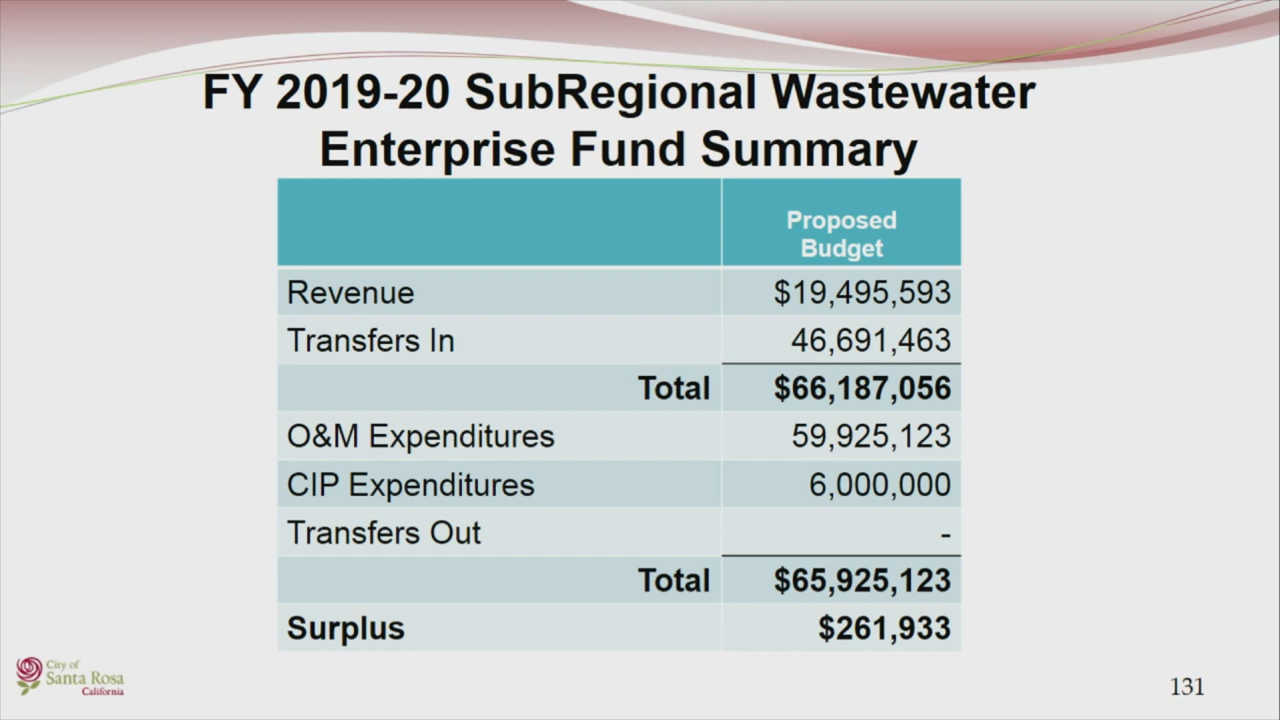 FY 2019-20 SubRegional Wastewater
Enterprise Fund Summary
Proposed
Budget
Revenue $19,495,593
Transfers In 46,691,463
Total $66,187,056
O&M Expenditures 59,925,123
CIP Expenditures 6,000,000
Transfers Out -
Total $65,925,123
Surplus $261,933
City of
Santa Rosa
California
131